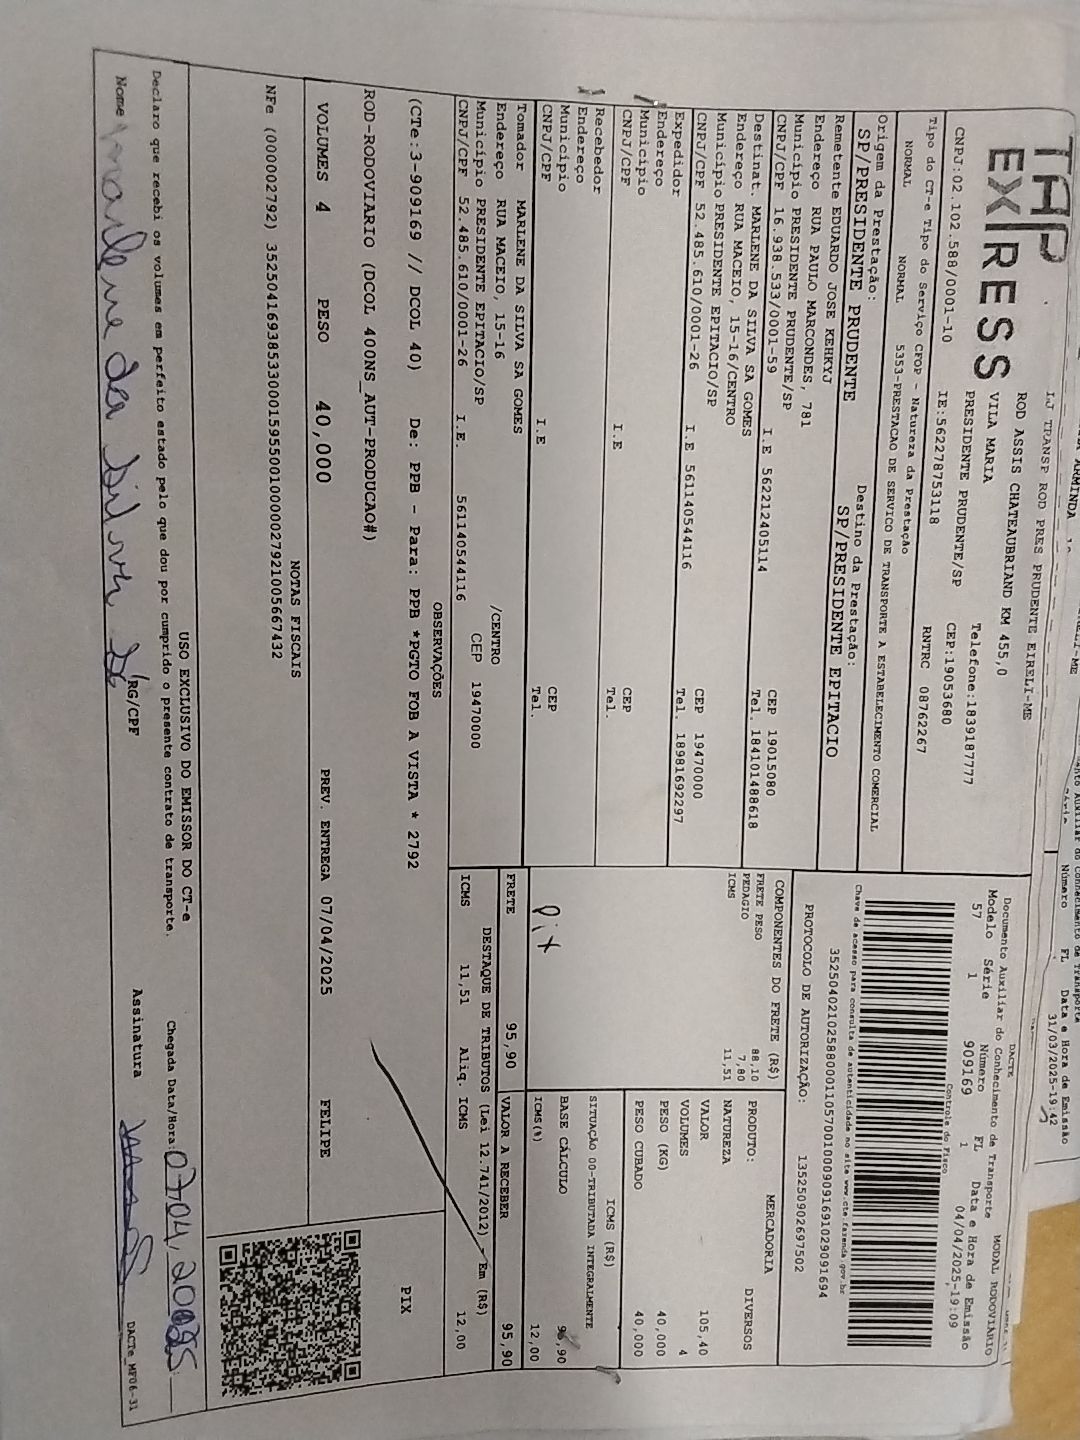 TAP
EXPRESS
LJ TRANSP ROD PRES PRUDENTE EIRELI-ME
ROD ASSIS CHATEAUBRIAND KM 455,0
VILA MARIA
PRESIDENTE PRUDENTE/SP
Telefone:1839187777
CNPJ:02.102.588/0001-10 IE:562278753118 CEP:19053680
Tipo do CT-e Tipo do Serviço CFOP - Natureza da Prestação RNTRC 08762267
NORMAL NORMAL 5353-PRESTACAO DE SERVICO DE TRANSPORTE A ESTABELECIMENTO COMERCIAL
DACTE
Documento Auxiliar do Conhecimento de Transporte
MODAL RODOVIÁRIO
Modelo Série Número FL Data e Hora de Emissão
57 1 909169 1 04/04/2025-19:09
Controle do Fisco
Chave de acesso para consulta de autenticidade no site www.cte.fazenda.gov.br
35250402102588000110570010009091691029091694
PROTOCOLO DE AUTORIZAÇÃO: 135250902697502
Origem da Prestação: Destino da Prestação:
SP/PRESIDENTE PRUDENTE SP/PRESIDENTE EPITACIO
Remetente EDUARDO JOSE KEHKYJ
Endereço RUA PAULO MARCONDES, 781
Município PRESIDENTE PRUDENTE/SP CEP 19015080
CNPJ/CPF 16.938.533/0001-59 I.E 562212405114 Tel. 184101488618
Destinat. MARLENE DA SILVA SA GOMES
Endereço RUA MACEIO, 15-16/CENTRO
Município PRESIDENTE EPITACIO/SP CEP 19470000
CNPJ/CPF 52.485.610/0001-26 I.E 561140544116 Tel. 18981692297
Expedidor
Endereço
Município CEP
CNPJ/CPF I.E Tel.
Recebedor
Endereço
Município CEP
CNPJ/CPF I.E Tel.
Tomador MARLENE DA SILVA SA GOMES
Endereço RUA MACEIO, 15-16 /CENTRO
Município PRESIDENTE EPITACIO/SP CEP 19470000
CNPJ/CPF 52.485.610/0001-26 I.E. 561140544116
COMPONENTES DO FRETE (R$)
FRETE PESO 88,10
PEDAGIO 7,80
ICMS 11,51
Pix
FRETE 95,90
MERCADORIA
PRODUTO: DIVERSOS
NATUREZA
VALOR 105,40
VOLUMES 4
PESO (KG) 40,000
PESO CUBADO 40,000
ICMS (R$)
SITUAÇÃO 00-TRIBUTADA INTEGRALMENTE
BASE CÁLCULO 95,90
ICMS(%) 12,00
VALOR A RECEBER 95,90
DESTAQUE DE TRIBUTOS (Lei 12.741/2012) - Em (R$)
ICMS 11,51 Aliq. ICMS 12,00
OBSERVAÇÕES
(CTe:3-909169 // DCOL 40) De: PPB - Para: PPB *PGTO FOB A VISTA * 2792
ROD-RODOVIARIO (DCOL 400NS_AUT-PRODUCAO#)
PIX
VOLUMES 4 PESO 40,000 PREV. ENTREGA 07/04/2025 FELIPE
NOTAS FISCAIS
NFe (000002792) 35250416938533000159550010000027921005667432
USO EXCLUSIVO DO EMISSOR DO CT-e
Declaro que recebi os volumes em perfeito estado pelo que dou por cumprido o presente contrato de transporte. Chegada Data/Hora: 07,04,2025
Nome marlene da Silva Sá RG/CPF Assinatura
DACTe_MF06-31